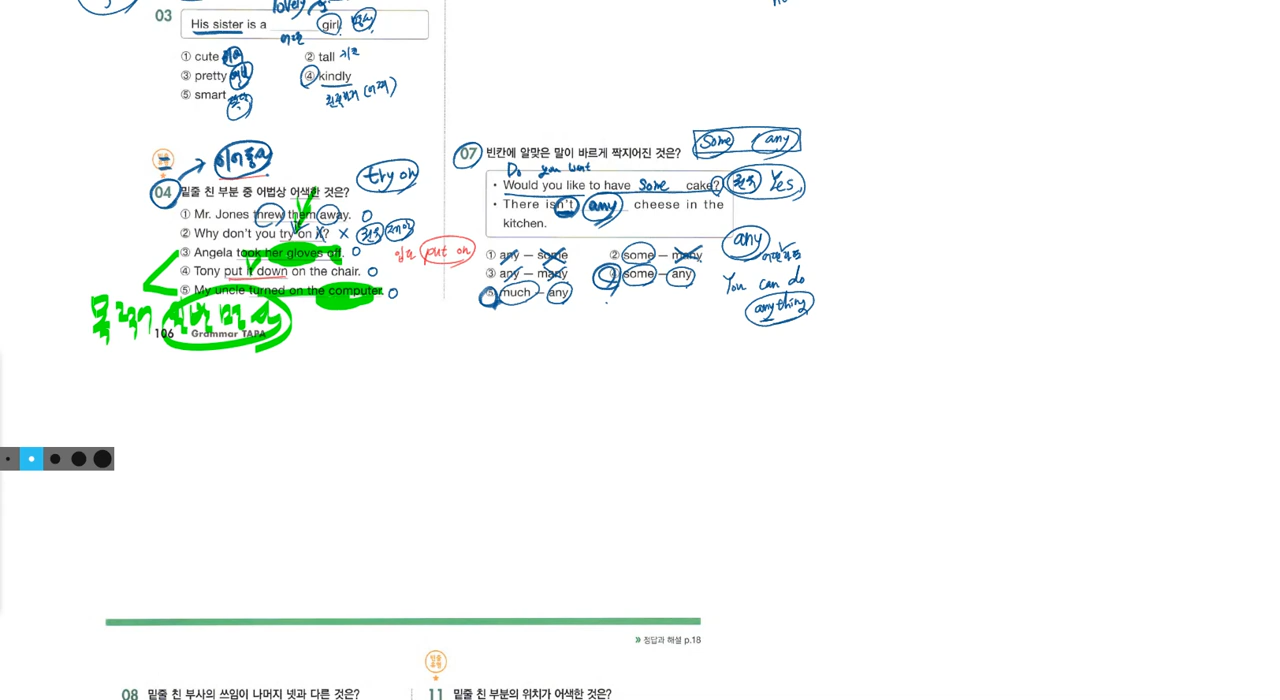 lovely
03
His sister is a girl.
① cute ② tall
③ pretty ④ kindly
⑤ smart
04 밑줄 친 부분 중 어법상 어색한 것은?
try on
① Mr. Jones threw them away. O
② Why don't you try on X? X 권유
③ Angela took her gloves off. O
④ Tony put it down on the chair. O
⑤ My uncle turned on the computer. O
put on
목적어 일반명사
106 Grammar TAPA
Some any
07 빈칸에 알맞은 말이 바르게 짝지어진 것은?
Do you want
• Would you like to have some cake? 권유 Yes
• There isn't any cheese in the
kitchen.
① any – some ② some – many
③ any – many ④ some – any
⑤ much – any
any
You can do
anything
» 정답과 해설 p.18
08 밑줄 친 부사의 쓰임이 나머지 넷과 다른 것은?
11 밑줄 친 부분의 위치가 어색한 것은?